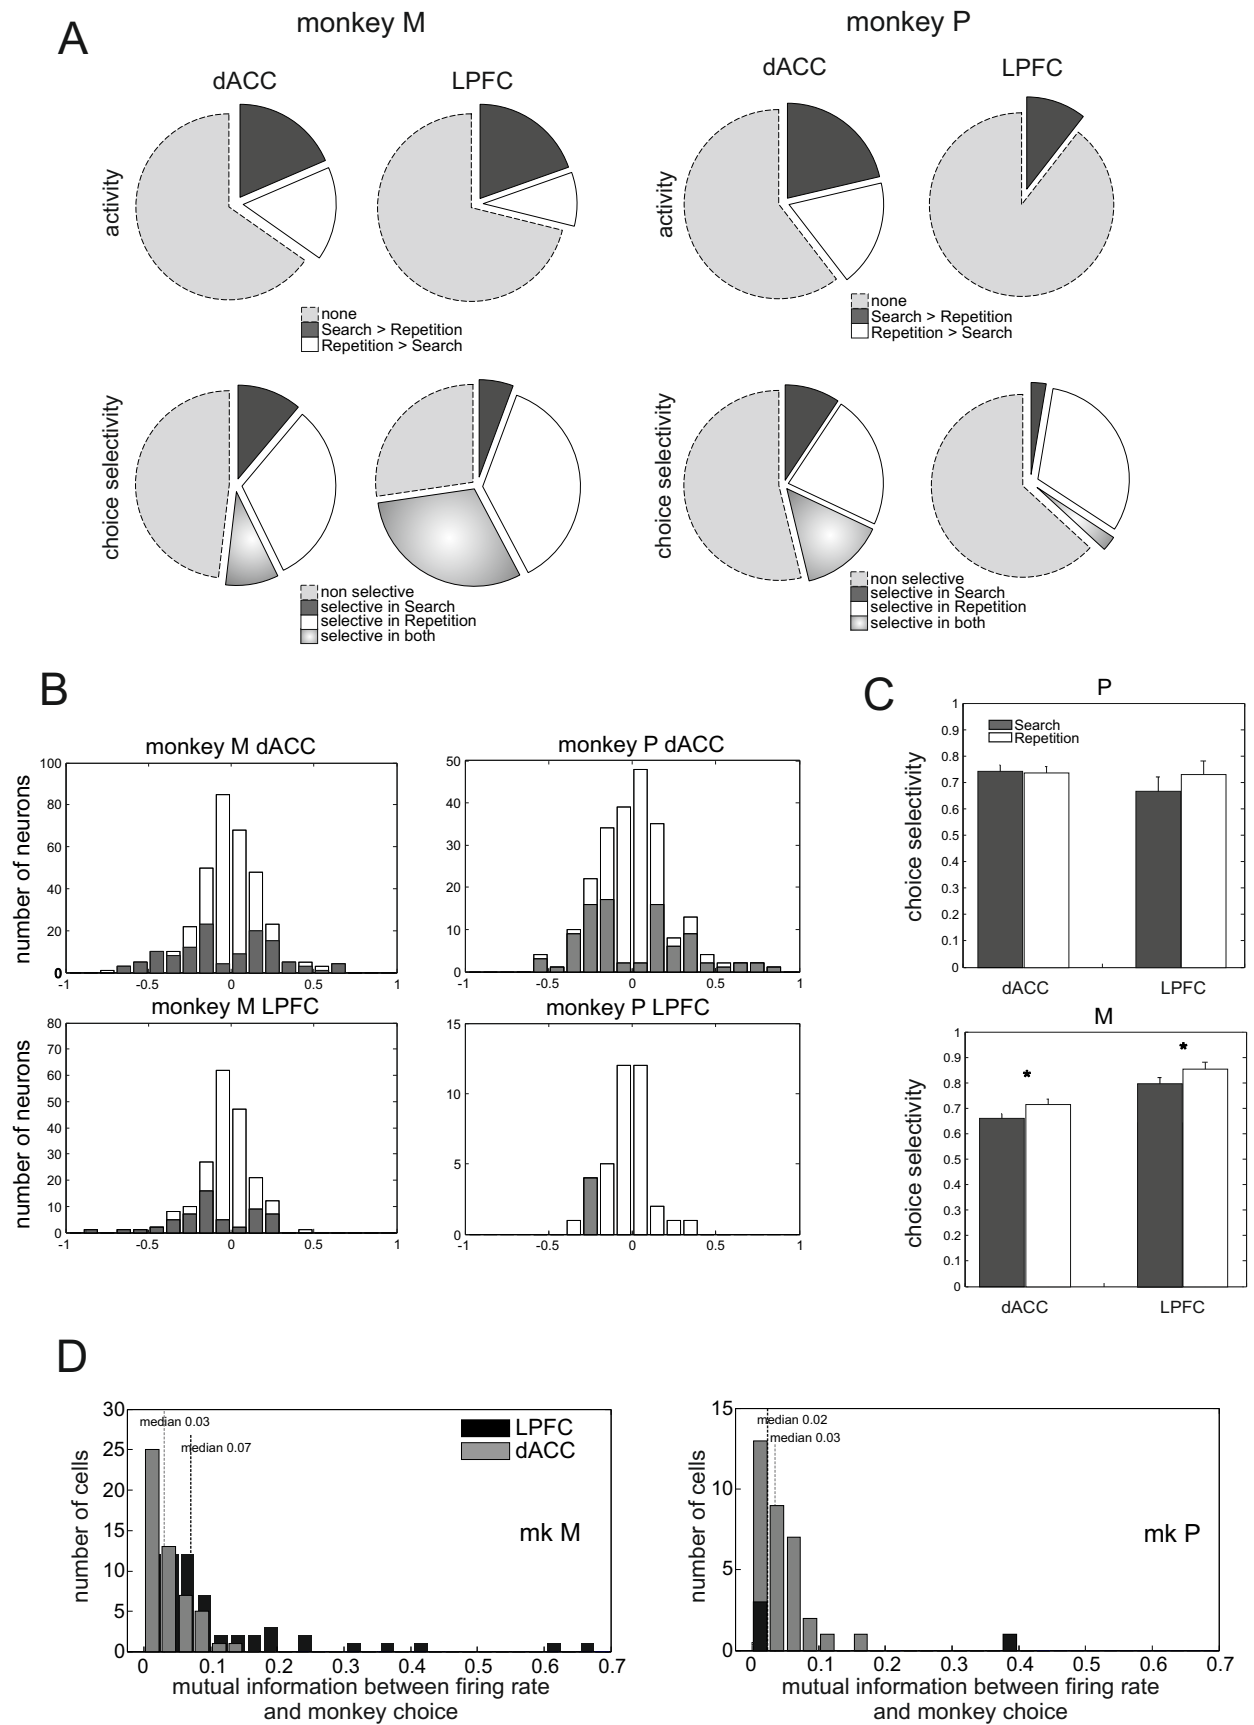 A
monkey M
monkey P
dACC
LPFC
dACC
LPFC
activity
activity
none
Search > Repetition
Repetition > Search
none
Search > Repetition
Repetition > Search
choice selectivity
choice selectivity
non selective
selective in Search
selective in Repetition
selective in both
non selective
selective in Search
selective in Repetition
selective in both
B
monkey M dACC
number of neurons
100
80
60
40
20
0
-1
-0.5
0
0.5
1
monkey P dACC
50
40
30
20
10
0
-1
-0.5
0
0.5
1
monkey M LPFC
number of neurons
80
70
60
50
40
30
20
10
0
-1
-0.5
0
0.5
1
monkey P LPFC
15
10
5
0
-1
-0.5
0
0.5
1
C
P
choice selectivity
1
0.9
0.8
0.7
0.6
0.5
0.4
0.3
0.2
0.1
0
Search
Repetition
dACC
LPFC
M
choice selectivity
1
0.9
0.8
0.7
0.6
0.5
0.4
0.3
0.2
0.1
0
*
*
dACC
LPFC
D
number of cells
30
25
20
15
10
5
0
median 0.03
median 0.07
LPFC
dACC
mk M
0
0.1
0.2
0.3
0.4
0.5
0.6
0.7
mutual information between firing rate
and monkey choice
number of cells
15
10
5
0
median 0.02
median 0.03
mk P
0
0.1
0.2
0.3
0.4
0.5
0.6
0.7
mutual information between firing rate
and monkey choice